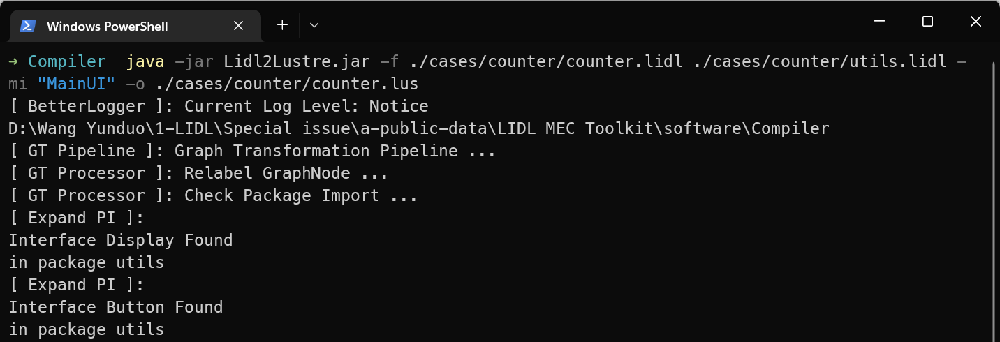 Windows PowerShell
➜ Compiler java -jar Lidl2Lustre.jar -f ./cases/counter/counter.lidl ./cases/counter/utils.lidl -
mi "MainUI" -o ./cases/counter/counter.lus
[ BetterLogger ]: Current Log Level: Notice
D:\Wang Yunduo\1-LIDL\Special issue\a-public-data\LIDL MEC Toolkit\software\Compiler
[ GT Pipeline ]: Graph Transformation Pipeline ...
[ GT Processor ]: Relabel GraphNode ...
[ GT Processor ]: Check Package Import ...
[ Expand PI ]:
Interface Display Found
in package utils
[ Expand PI ]:
Interface Button Found
in package utils